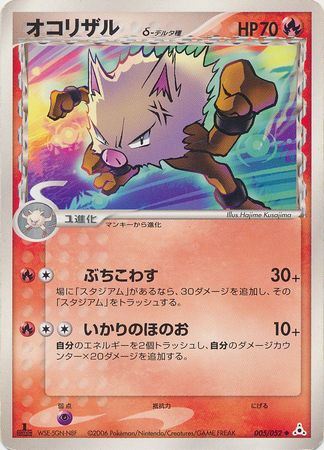 オコリザル δ-デルタ種 HP70
Illus. Hajime Kusajima
1進化 マンキーから進化
ぶちこわす 30+
場に「スタジアム」があるなら、30ダメージを追加し、そ
の「スタジアム」をトラッシュする。
いかりのほのお 10+
自分のエネルギーを2個トラッシュし、自分のダメージカウ
ンター×20ダメージを追加する。
弱点 抵抗力 にげる
1 EDITION WSE-5GN-N8F ©2006 Pokémon/Nintendo/Creatures/GAME FREAK 005/052